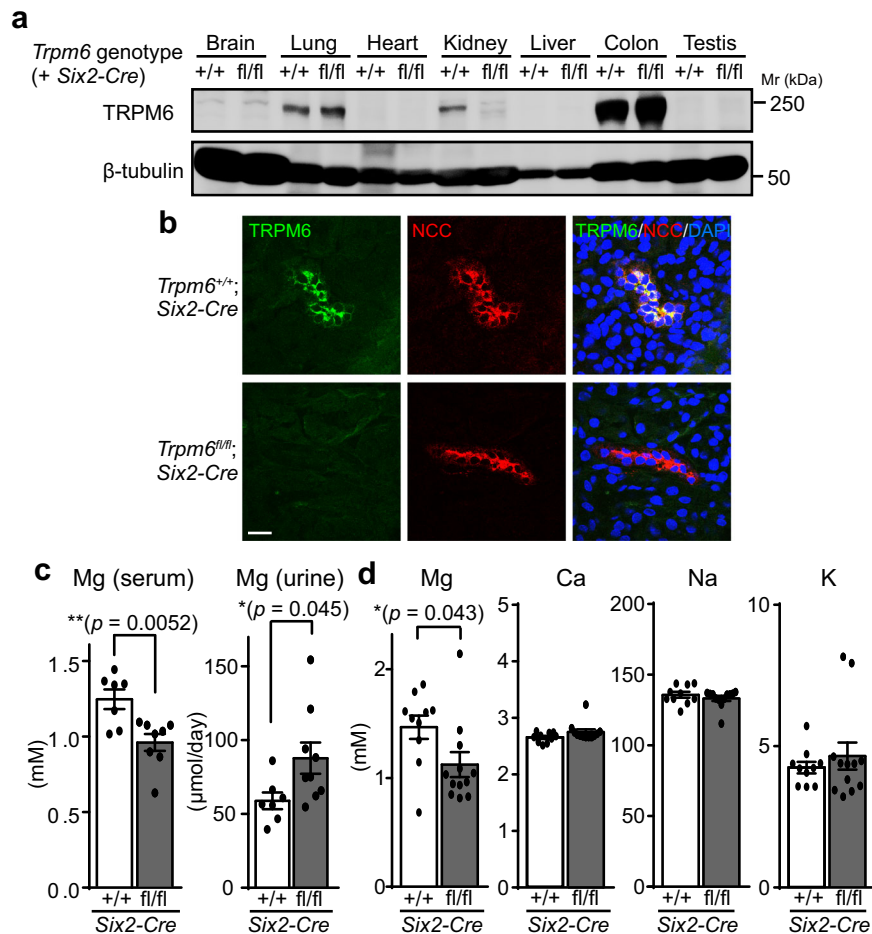 a
Trpm6 genotype
(+ Six2-Cre)
Brain Lung Heart Kidney Liver Colon Testis
+/+ fl/fl +/+ fl/fl +/+ fl/fl +/+ fl/fl +/+ fl/fl +/+ fl/fl +/+ fl/fl
Mr (kDa)
TRPM6
250
β-tubulin
50
b
TRPM6
NCC
TRPM6/NCC/DAPI
Trpm6+/+;
Six2-Cre
Trpm6fl/fl;
Six2-Cre
c
Mg (serum)
**(p = 0.0052)
(mM)
1.5
1.0
0.5
0.0
+/+ fl/fl
Six2-Cre
Mg (urine)
*(p = 0.045)
(μmol/day)
150
100
50
0
+/+ fl/fl
Six2-Cre
d
Mg
*(p = 0.043)
(mM)
2
1
0
+/+ fl/fl
Six2-Cre
Ca
5
4
3
2
1
0
+/+ fl/fl
Six2-Cre
Na
200
150
100
50
0
+/+ fl/fl
Six2-Cre
K
10
5
0
+/+ fl/fl
Six2-Cre